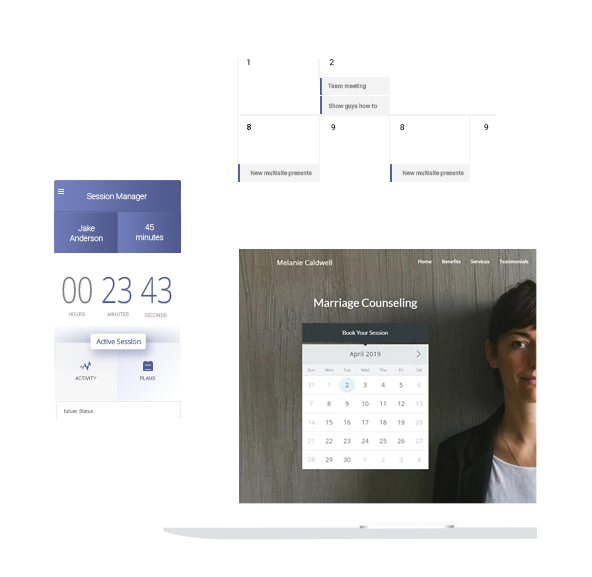 1 2
Team meeting
Show guys how to
8 9 8 9
New multisite presents New multisite presents
Session Manager
Jake
Anderson
45
minutes
00 23 43
HOURS MINUTES SECONDS
Active Session
ACTIVITY PLANS
future Status
Melanie Caldwell Home Benefits Services Testimonials
Marriage Counseling
Book Your Session
April 2019
Sun Mon Tue Wed Thu Fri Sat
31 1 2 3 4 5 6
7 8 9 10 11 12 13
14 15 16 17 18 19 20
21 22 23 24 25 26 27
28 29 30 1 2 3 4